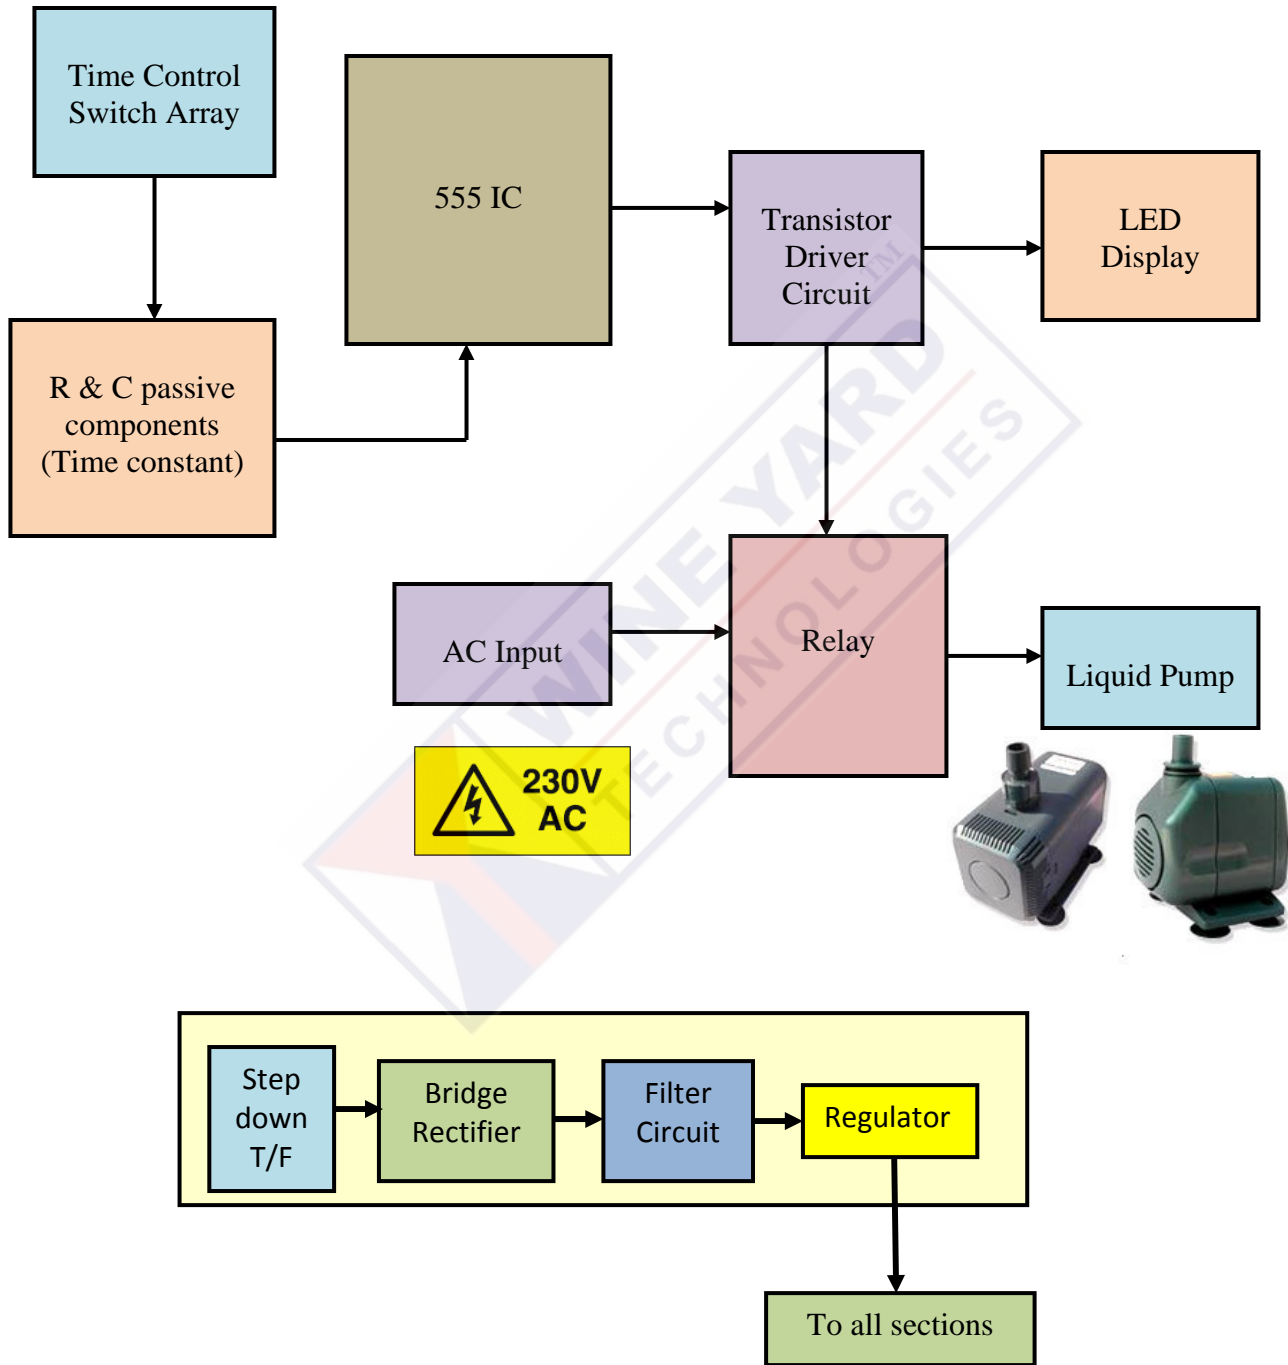 Time Control
Switch Array
555 IC
Transistor
Driver
Circuit
LED
Display
R & C passive
components
(Time constant)
AC Input
Relay
Liquid Pump
230V
AC
WINE YARD
TECHNOLOGIES
TM
Step
down
T/F
Bridge
Rectifier
Filter
Circuit
Regulator
To all sections